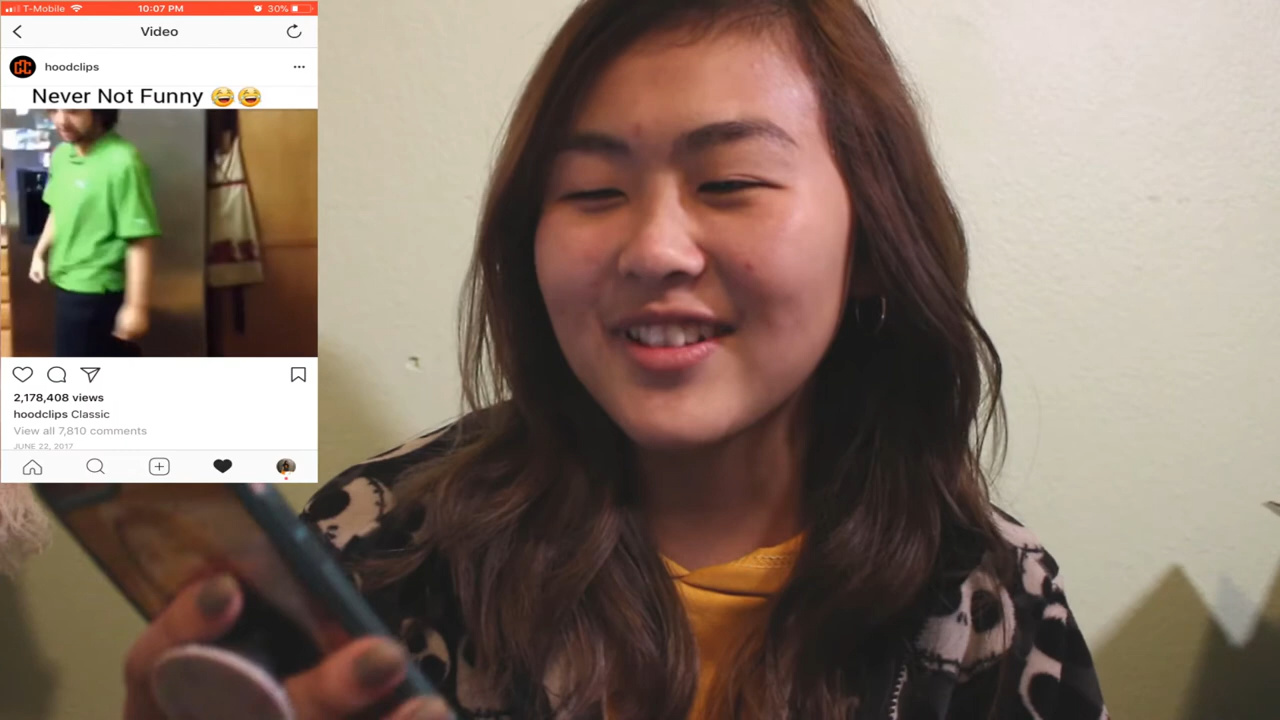 T-Mobile 10:07 PM 30%
Video
hoodclips
Never Not Funny 😂😂
2,178,408 views
hoodclips Classic
View all 7,810 comments
JUNE 22, 2017